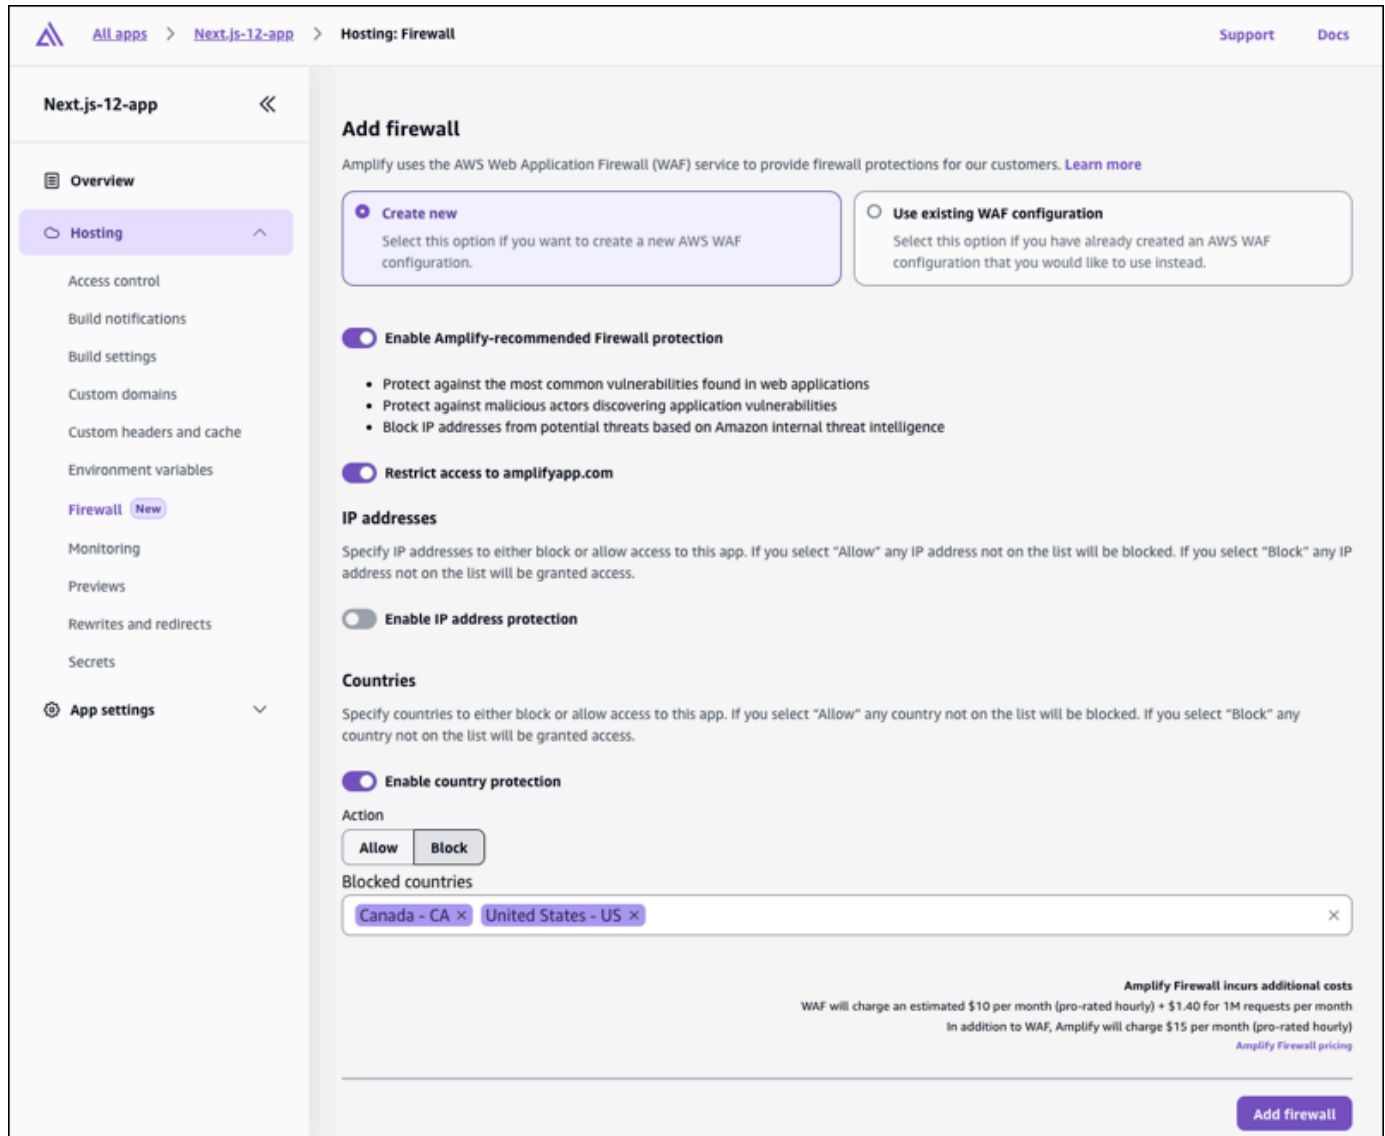 All apps > Next.js-12-app > Hosting: Firewall
Support Docs
Next.js-12-app
Overview
Hosting
Access control
Build notifications
Build settings
Custom domains
Custom headers and cache
Environment variables
Firewall New
Monitoring
Previews
Rewrites and redirects
Secrets
App settings
Add firewall
Amplify uses the AWS Web Application Firewall (WAF) service to provide firewall protections for our customers. Learn more
Create new
Select this option if you want to create a new AWS WAF
configuration.
Use existing WAF configuration
Select this option if you have already created an AWS WAF
configuration that you would like to use instead.
Enable Amplify-recommended Firewall protection
• Protect against the most common vulnerabilities found in web applications
• Protect against malicious actors discovering application vulnerabilities
• Block IP addresses from potential threats based on Amazon internal threat intelligence
Restrict access to amplifyapp.com
IP addresses
Specify IP addresses to either block or allow access to this app. If you select "Allow" any IP address not on the list will be blocked. If you select "Block" any IP
address not on the list will be granted access.
Enable IP address protection
Countries
Specify countries to either block or allow access to this app. If you select "Allow" any country not on the list will be blocked. If you select "Block" any
country not on the list will be granted access.
Enable country protection
Action
Allow Block
Blocked countries
Canada - CA × United States - US × ×
Amplify Firewall incurs additional costs
WAF will charge an estimated $10 per month (pro-rated hourly) + $1.40 for 1M requests per month
In addition to WAF, Amplify will charge $15 per month (pro-rated hourly)
Amplify Firewall pricing
Add firewall